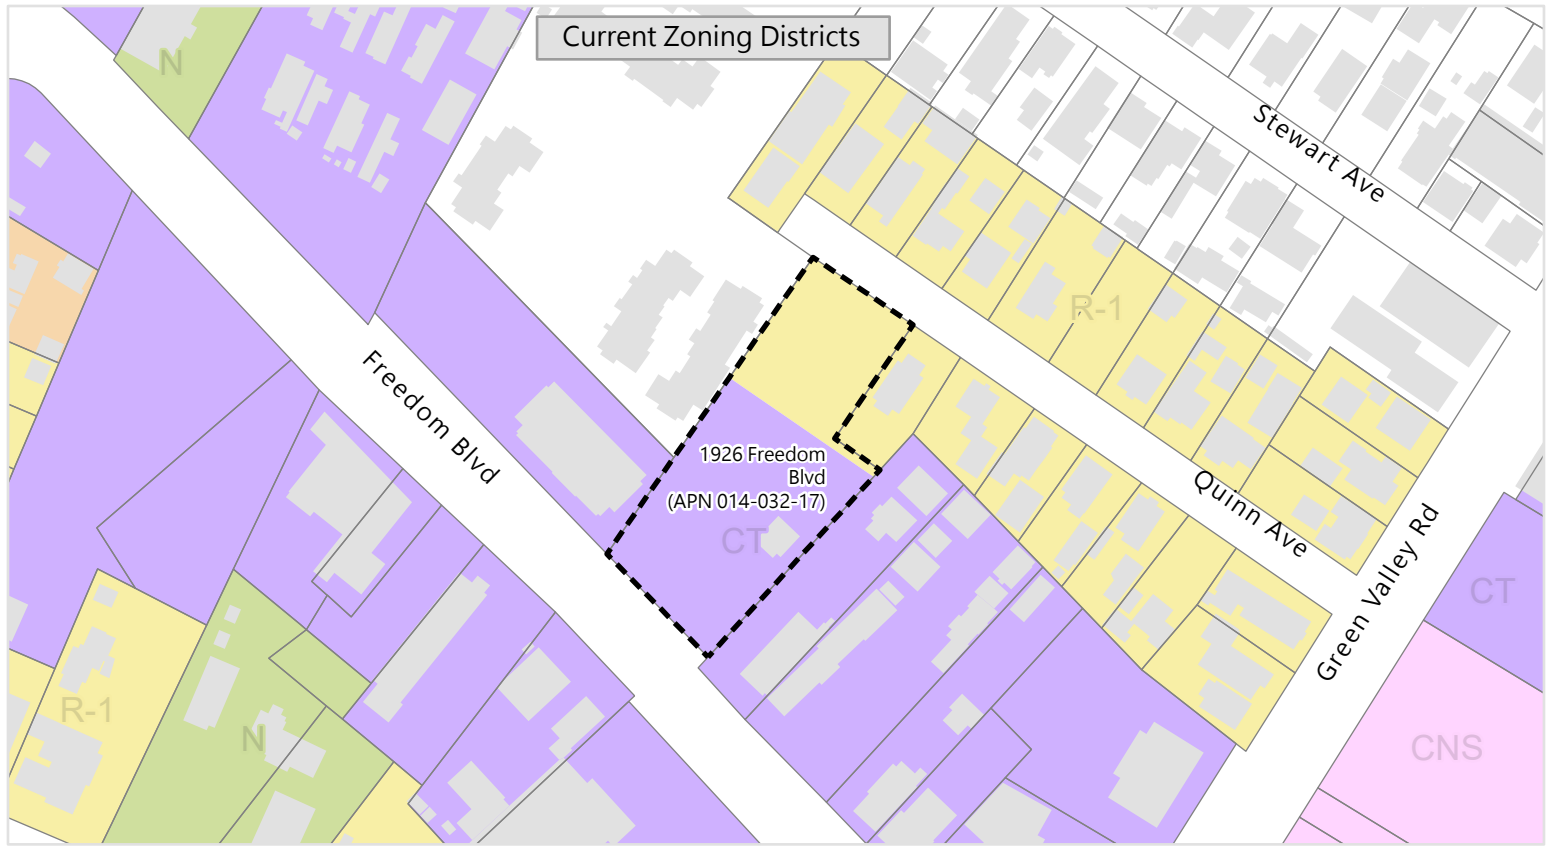 Current Zoning Districts
N
Stewart Ave
R-1
Freedom Blvd
1926 Freedom
Blvd
(APN 014-032-17)
CT
Quinn Ave
Green Valley Rd
CT
R-1
N
CNS